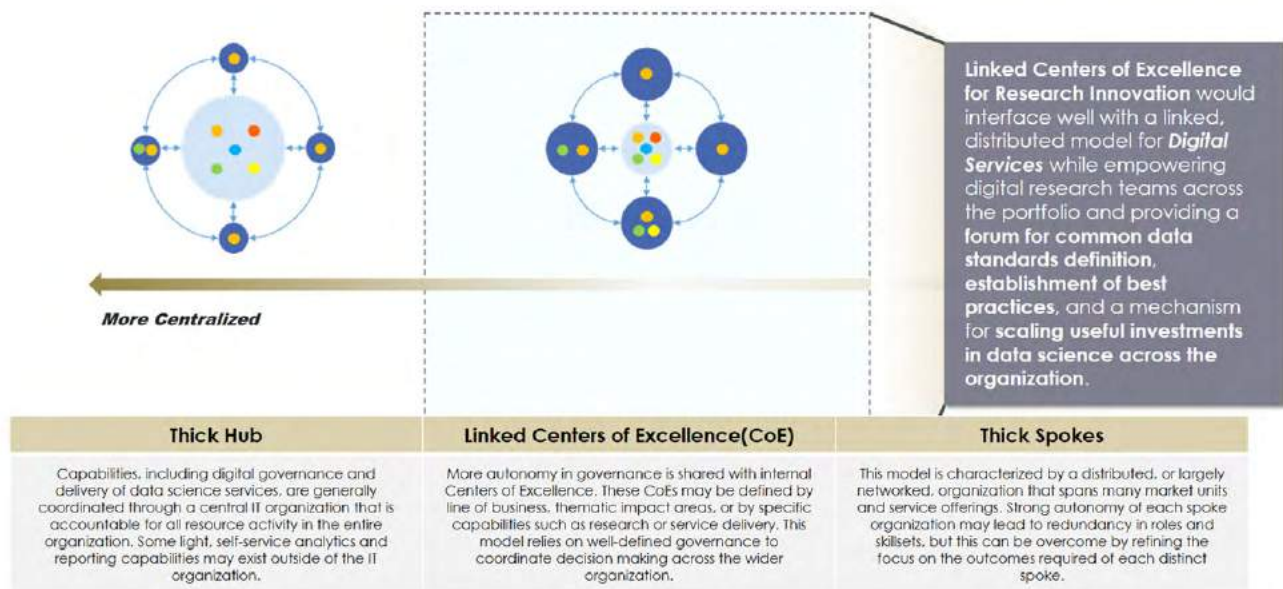 Linked Centers of Excellence
for Research Innovation would
interface well with a linked,
distributed model for Digital
Services while empowering
digital research teams across
the portfolio and providing a
forum for common data
standards definition,
establishment of best
practices, and a mechanism
for scaling useful investments
in data science across the
organization.
More Centralized
Thick Hub
Capabilities, including digital governance and
delivery of data science services, are generally
coordinated through a central IT organization that is
accountable for all resource activity in the entire
organization. Some light, self-service analytics and
reporting capabilities may exist outside of the IT
organization.
Linked Centers of Excellence(CoE)
More autonomy in governance is shared with internal
Centers of Excellence. These CoEs may be defined by
line of business, thematic impact areas, or by specific
capabilities such as research or service delivery. This
model relies on well-defined governance to
coordinate decision making across the wider
organization.
Thick Spokes
This model is characterized by a distributed, or largely
networked, organization that spans many market units
and service offerings. Strong autonomy of each spoke
organization may lead to redundancy in roles and
skillsets, but this can be overcome by refining the
focus on the outcomes required of each distinct
spoke.